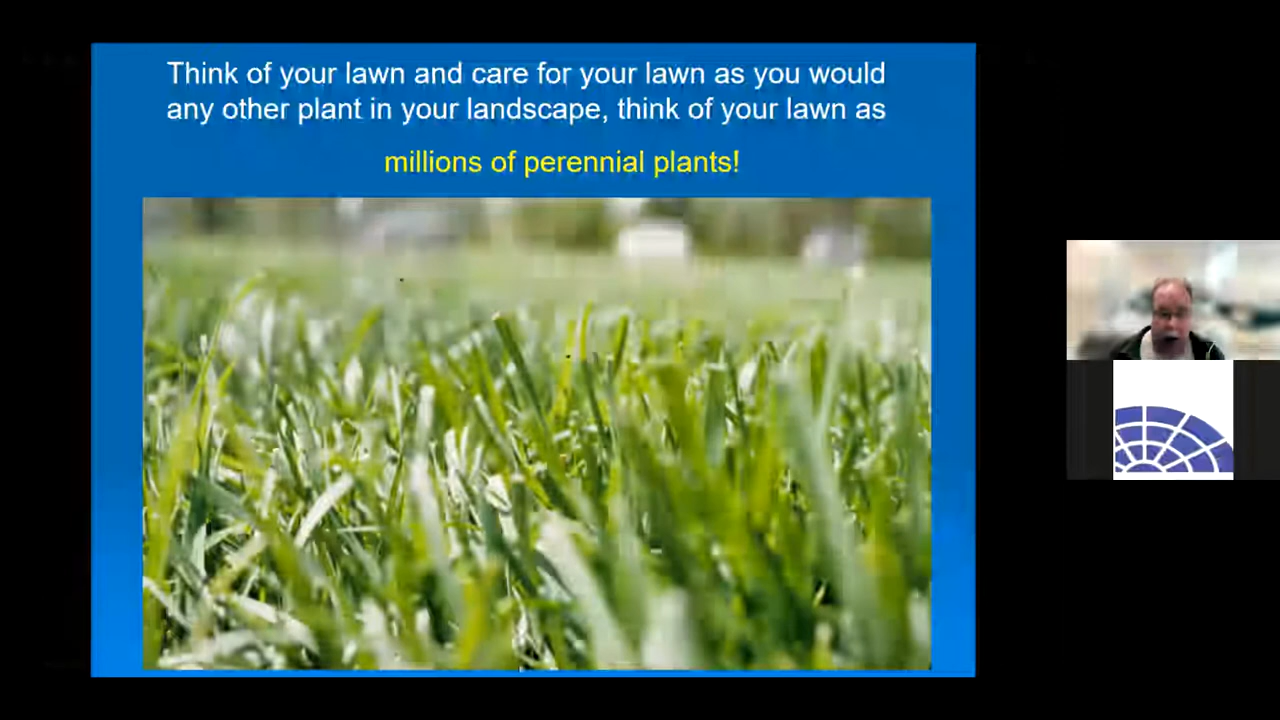 Think of your lawn and care for your lawn as you would
any other plant in your landscape, think of your lawn as
millions of perennial plants!